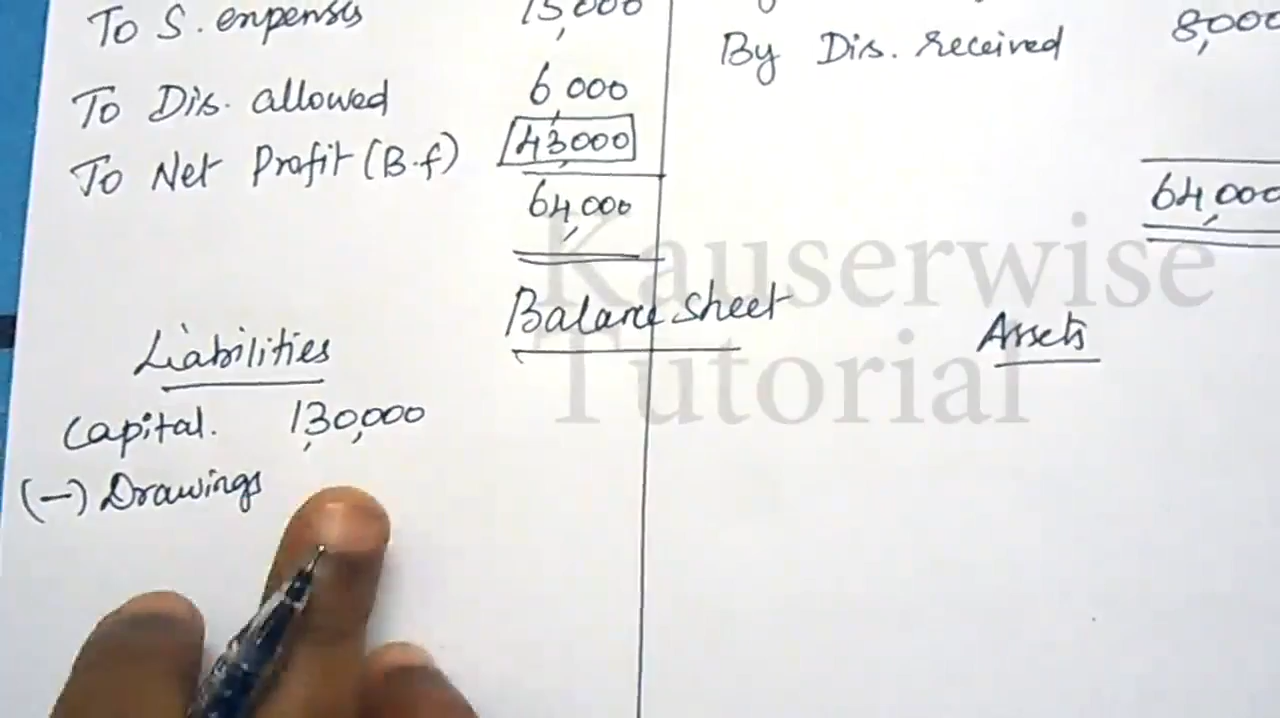 To S. expenses 15,000
By Dis. received 8,000
To Dis. allowed 6,000
To Net Profit (B.f) 43,000
64,000 64,000
Kauserwise
Tutorial
Balance Sheet
Liabilities Assets
Capital. 130,000
(-) Drawings